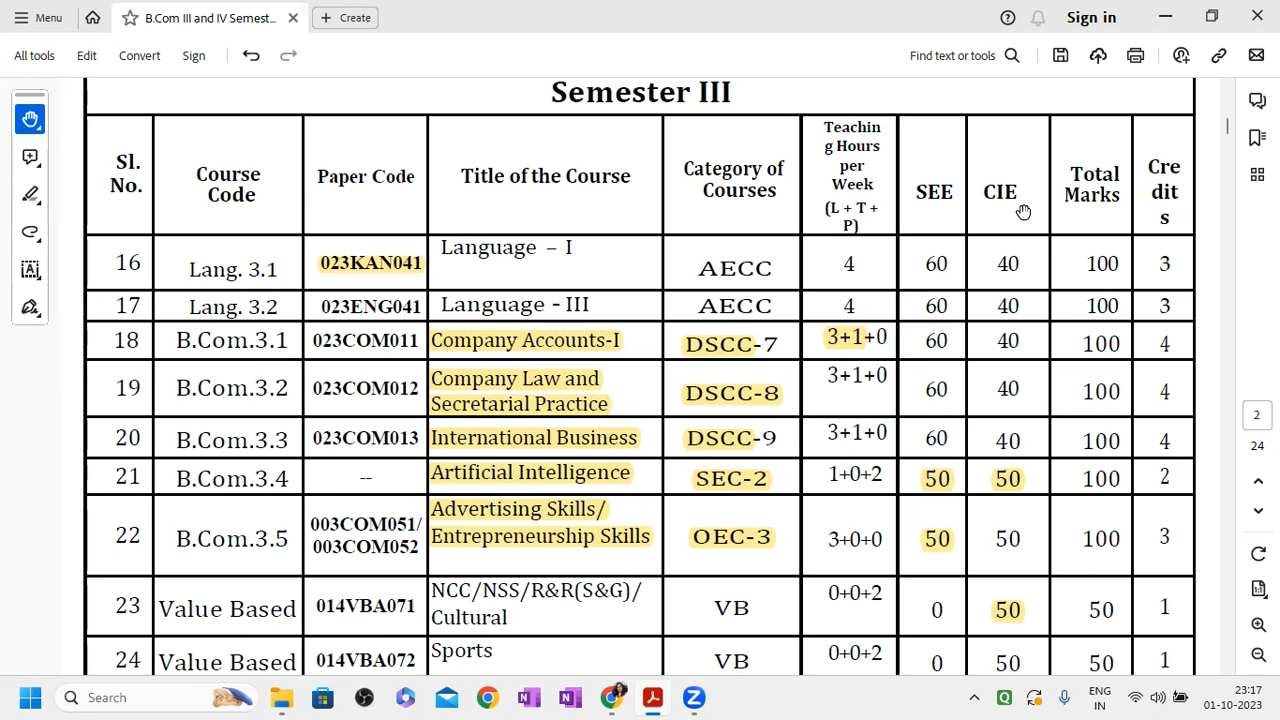 Menu
B.Com III and IV Semest...
Create
Sign in
All tools
Edit
Convert
Sign
Find text or tools
Semester III
Sl. No. Course Code Paper Code Title of the Course Category of Courses Teachin g Hours per Week (L + T + P) SEE CIE Total Marks Cre dit s
16 Lang. 3.1 023KAN041 Language – I AECC 4 60 40 100 3
17 Lang. 3.2 023ENG041 Language - III AECC 4 60 40 100 3
18 B.Com.3.1 023COM011 Company Accounts-I DSCC-7 3+1+0 60 40 100 4
19 B.Com.3.2 023COM012 Company Law and Secretarial Practice DSCC-8 3+1+0 60 40 100 4
20 B.Com.3.3 023COM013 International Business DSCC-9 3+1+0 60 40 100 4
21 B.Com.3.4 -- Artificial Intelligence SEC-2 1+0+2 50 50 100 2
22 B.Com.3.5 003COM051/ 003COM052 Advertising Skills/ Entrepreneurship Skills OEC-3 3+0+0 50 50 100 3
23 Value Based 014VBA071 NCC/NSS/R&R(S&G)/ Cultural VB 0+0+2 0 50 50 1
24 Value Based 014VBA072 Sports VB 0+0+2 0 50 50 1
2
24
Search
ENG
IN
23:17
01-10-2023